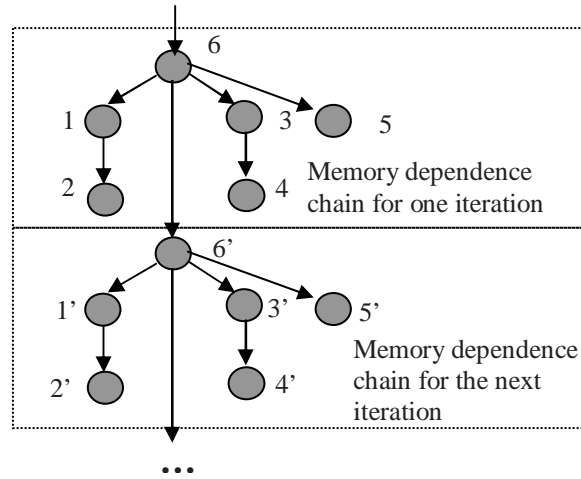 6
1
3
5
2
4
Memory dependence
chain for one iteration
6’
1’
3’
5’
2’
4’
Memory dependence
chain for the next
iteration
...